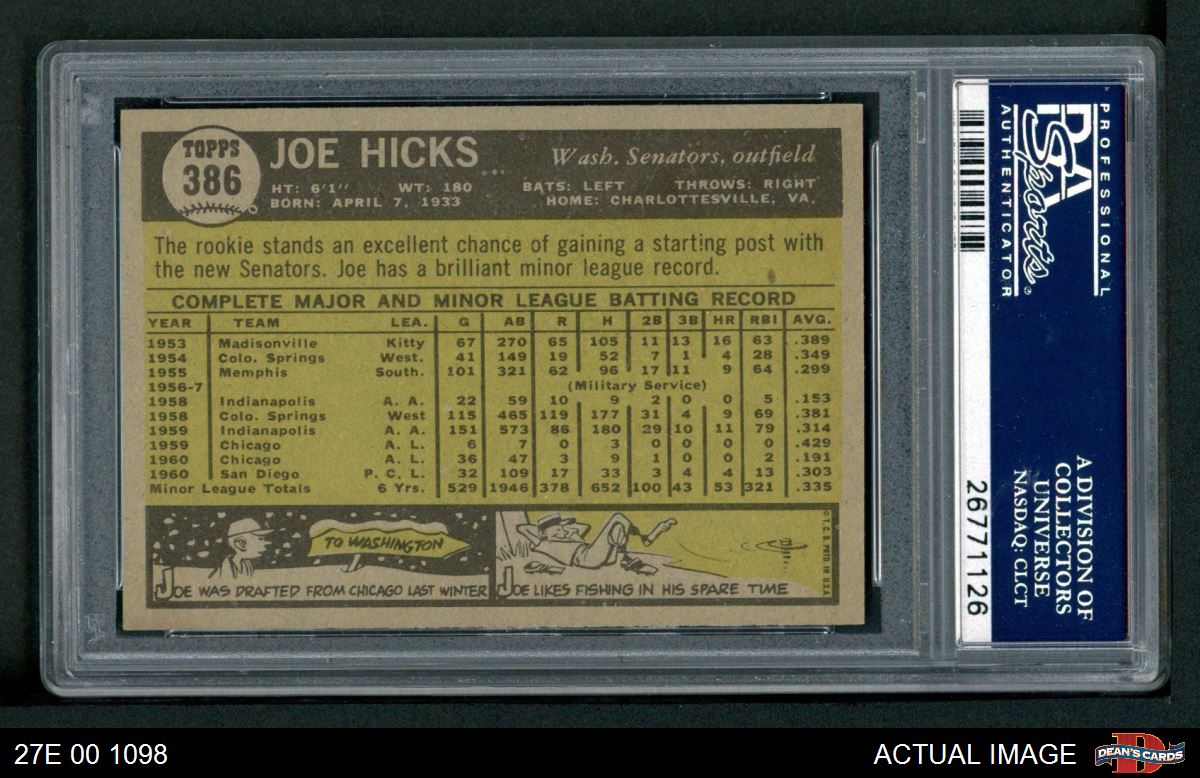 TOPPS
386
JOE HICKS
Wash. Senators, outfield
HT: 6'1" WT: 180 BATS: LEFT THROWS: RIGHT
BORN: APRIL 7, 1933 HOME: CHARLOTTESVILLE, VA.
The rookie stands an excellent chance of gaining a starting post with
the new Senators. Joe has a brilliant minor league record.
COMPLETE MAJOR AND MINOR LEAGUE BATTING RECORD
YEAR TEAM LEA. G AB R H 2B 3B HR RBI AVG.
1953 Madisonville Kitty 67 270 65 105 11 13 16 63 .389
1954 Colo. Springs West. 41 149 19 52 7 1 4 28 .349
1955 Memphis South. 101 321 62 96 17 11 9 64 .299
1956-7 (Military Service)
1958 Indianapolis A. A. 22 59 10 9 2 0 0 5 .153
1958 Colo. Springs West 115 465 119 177 31 4 9 69 .381
1959 Indianapolis A. A. 151 573 86 180 29 10 11 79 .314
1959 Chicago A. L. 6 7 0 3 0 0 0 0 .429
1960 Chicago A. L. 36 47 3 9 1 0 0 2 .191
1960 San Diego P. C. L. 32 109 17 33 3 4 4 13 .303
Minor League Totals 6 Yrs. 529 1946 378 652 100 43 53 321 .335
TO WASHINGTON
JOE WAS DRAFTED FROM CHICAGO LAST WINTER
JOE LIKES FISHING IN HIS SPARE TIME
© T. C. G. PRTD. IN U.S.A.
PROFESSIONAL
PSA
Sports
AUTHENTICATOR
A DIVISION OF
COLLECTORS
UNIVERSE
NASDAQ: CLCT
26771126
27E 00 1098
ACTUAL IMAGE
D
DEAN'S CARDS